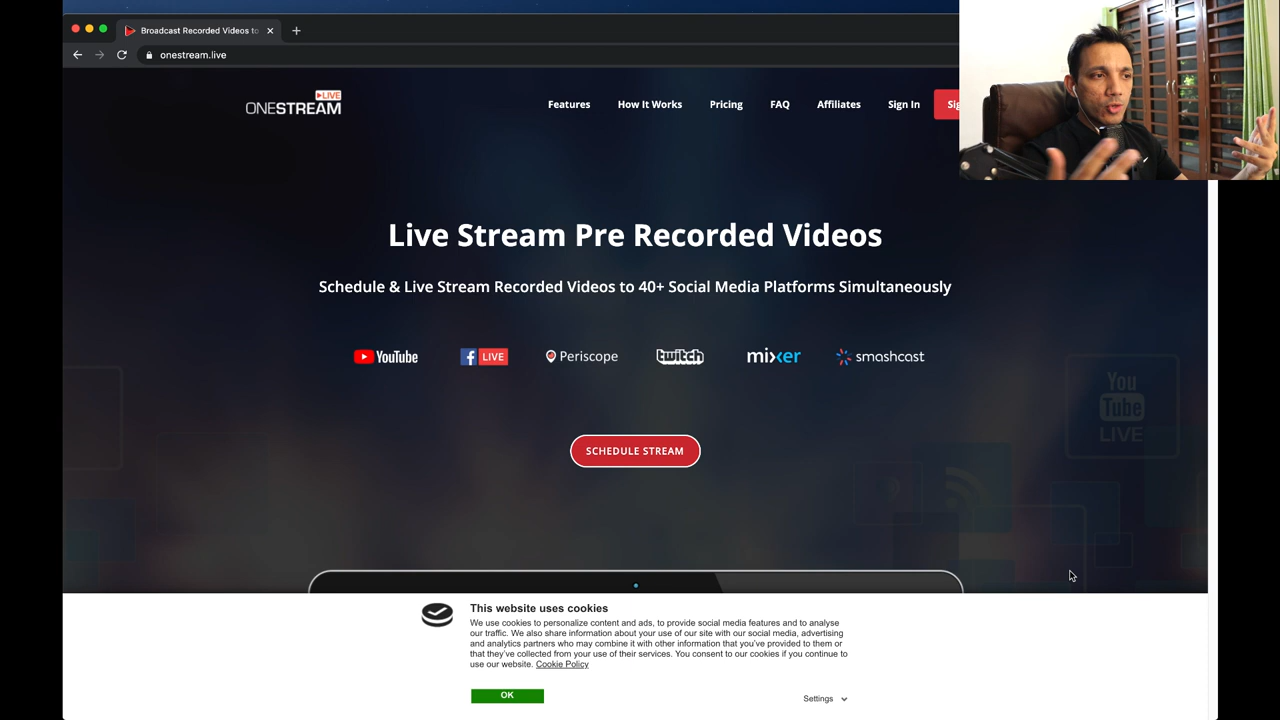 Broadcast Recorded Videos to
onestream.live
LIVE
ONESTREAM
Features
How It Works
Pricing
FAQ
Affiliates
Sign In
Sig
Live Stream Pre Recorded Videos
Schedule & Live Stream Recorded Videos to 40+ Social Media Platforms Simultaneously
YouTube
LIVE
Periscope
twitch
mixer
smashcast
You
Tube
LIVE
SCHEDULE STREAM
This website uses cookies
We use cookies to personalize content and ads, to provide social media features and to analyse
our traffic. We also share information about your use of our site with our social media, advertising
and analytics partners who may combine it with other information that you've provided to them or
that they've collected from your use of their services. You consent to our cookies if you continue to
use our website. Cookie Policy
OK
Settings